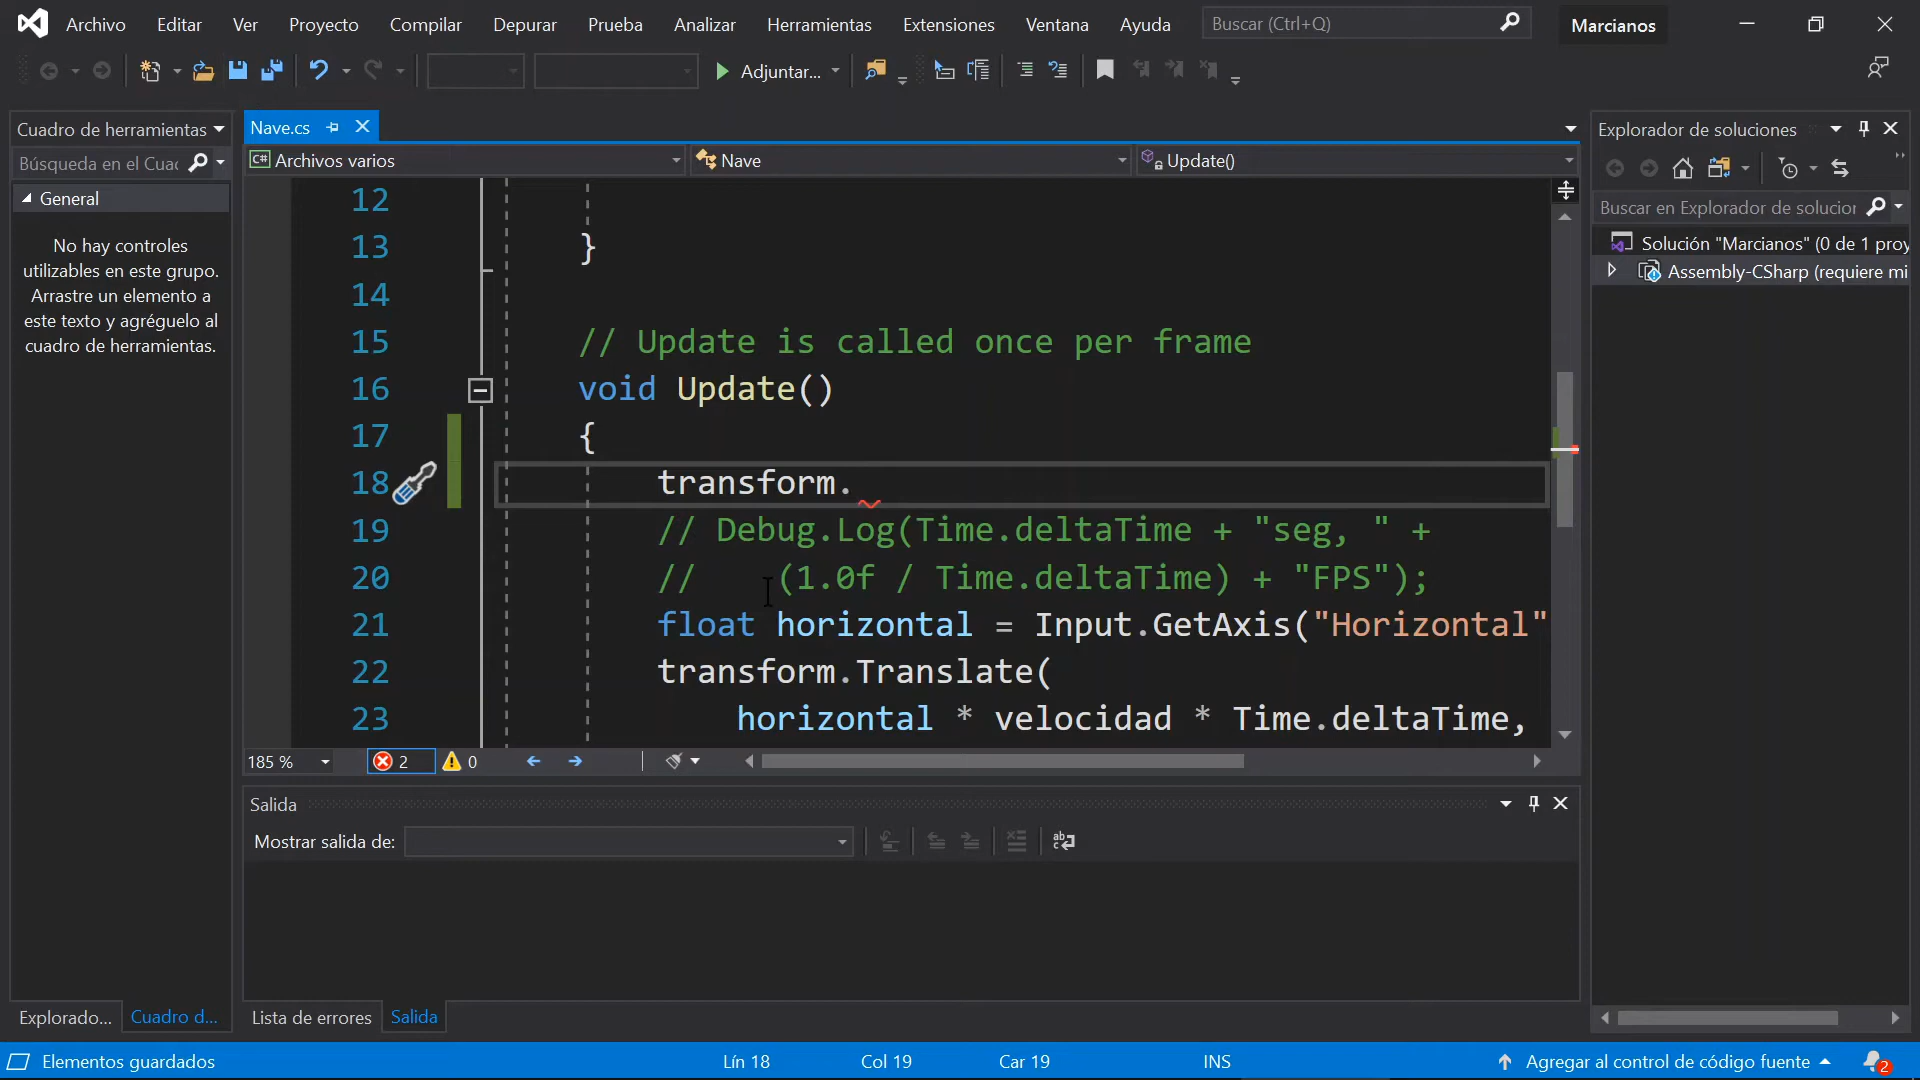 Archivo Editar Ver Proyecto Compilar Depurar Prueba Analizar Herramientas Extensiones Ventana Ayuda Buscar (Ctrl+Q) Marcianos
Adjuntar...
Cuadro de herramientas
Búsqueda en el Cuac
General
No hay controles
utilizables en este grupo.
Arrastre un elemento a
este texto y agréguelo al
cuadro de herramientas.
Explorado... Cuadro d...
Nave.cs
C# Archivos varios Nave Update()
12
13 }
14
15 // Update is called once per frame
16 void Update()
17 {
18 transform.
19 // Debug.Log(Time.deltaTime + "seg, " +
20 // (1.0f / Time.deltaTime) + "FPS");
21 float horizontal = Input.GetAxis("Horizontal"
22 transform.Translate(
23 horizontal * velocidad * Time.deltaTime,
185 % 2 0
Salida
Mostrar salida de:
Lista de errores Salida
Explorador de soluciones
Buscar en Explorador de solucior
Solución "Marcianos" (0 de 1 proy
Assembly-CSharp (requiere mi
Elementos guardados Lín 18 Col 19 Car 19 INS Agregar al control de código fuente 2